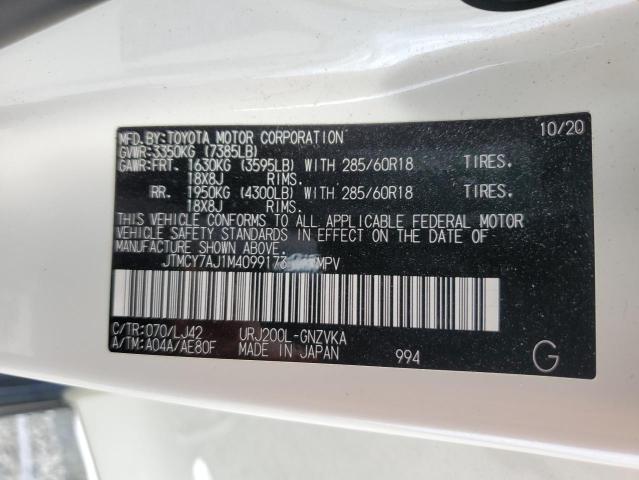 MFD.BY:TOYOTA MOTOR CORPORATION 10/20
GVWR:3350KG (7385LB)
GAWR:FRT. 1630KG (3595LB) WITH 285/60R18 TIRES.
18X8J RIMS.
RR. 1950KG (4300LB) WITH 285/60R18 TIRES.
18X8J RIMS.
THIS VEHICLE CONFORMS TO ALL APPLICABLE FEDERAL MOTOR
VEHICLE SAFETY STANDARDS IN EFFECT ON THE DATE OF
MANUFACTURE SHOWN ABOVE.
JTMCY7AJ1M4099173 MPV
C/TR:070/LJ42 URJ200L-GNZVKA
A/TM:A04A/AE80F MADE IN JAPAN 994 G